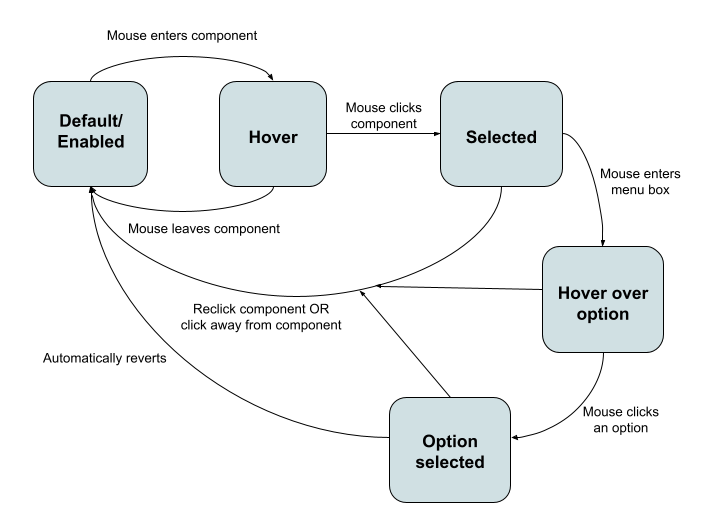 Mouse enters component
Default/
Enabled
Hover
Mouse clicks
component
Selected
Mouse enters
menu box
Mouse leaves component
Hover over
option
Reclick component OR
click away from component
Automatically reverts
Mouse clicks
an option
Option
selected